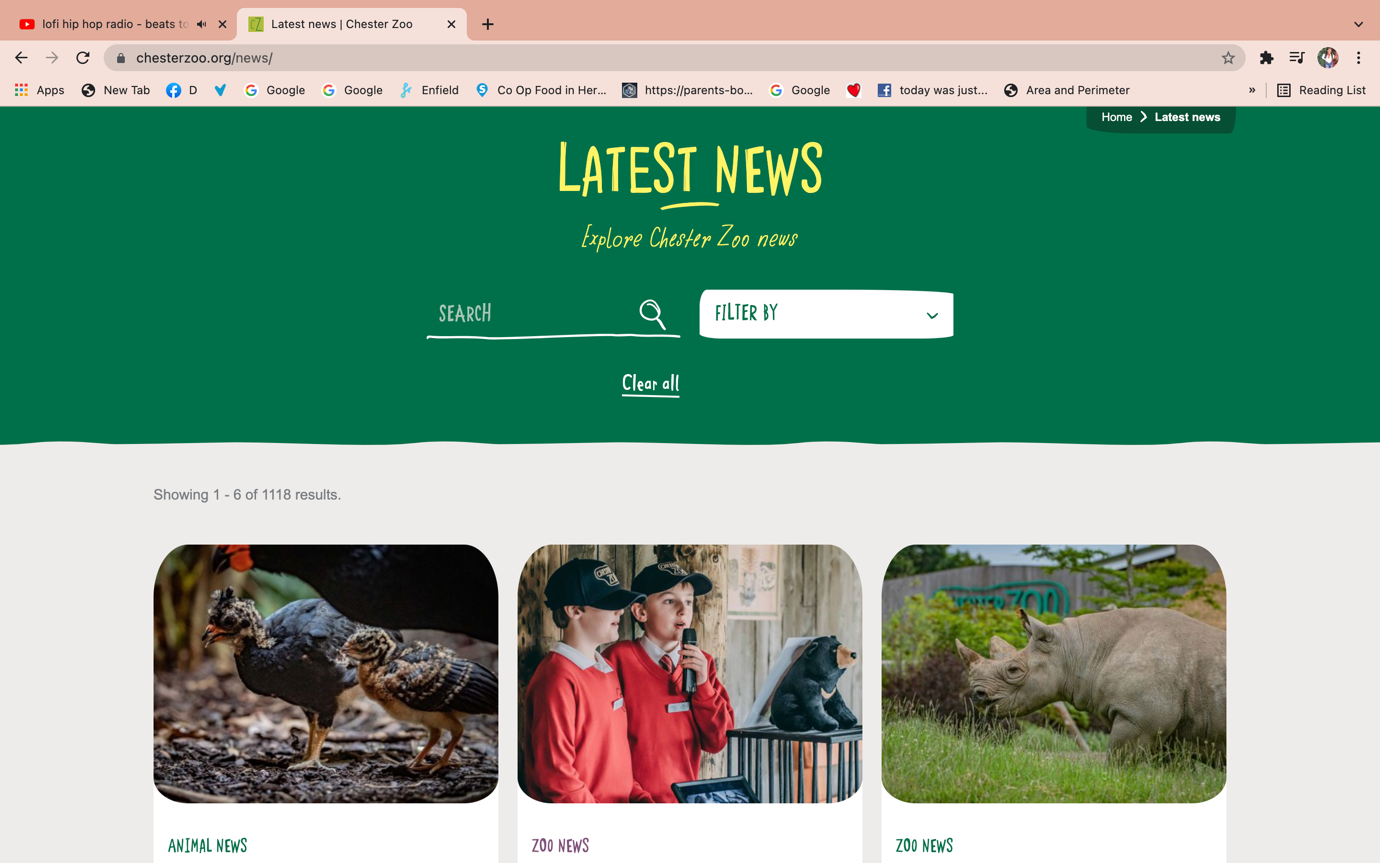 lofi hip hop radio - beats to
Latest news | Chester Zoo
chesterzoo.org/news/
Apps
New Tab
D
Google
Google
Enfield
Co Op Food in Her...
https://parents-bo...
Google
today was just...
Area and Perimeter
»
Reading List
Home > Latest news
LATEST NEWS
Explore Chester Zoo news
SEARCH
FILTER BY
Clear all
Showing 1 - 6 of 1118 results.
CHESTER ZOO
ANIMAL NEWS
ZOO NEWS
ZOO NEWS